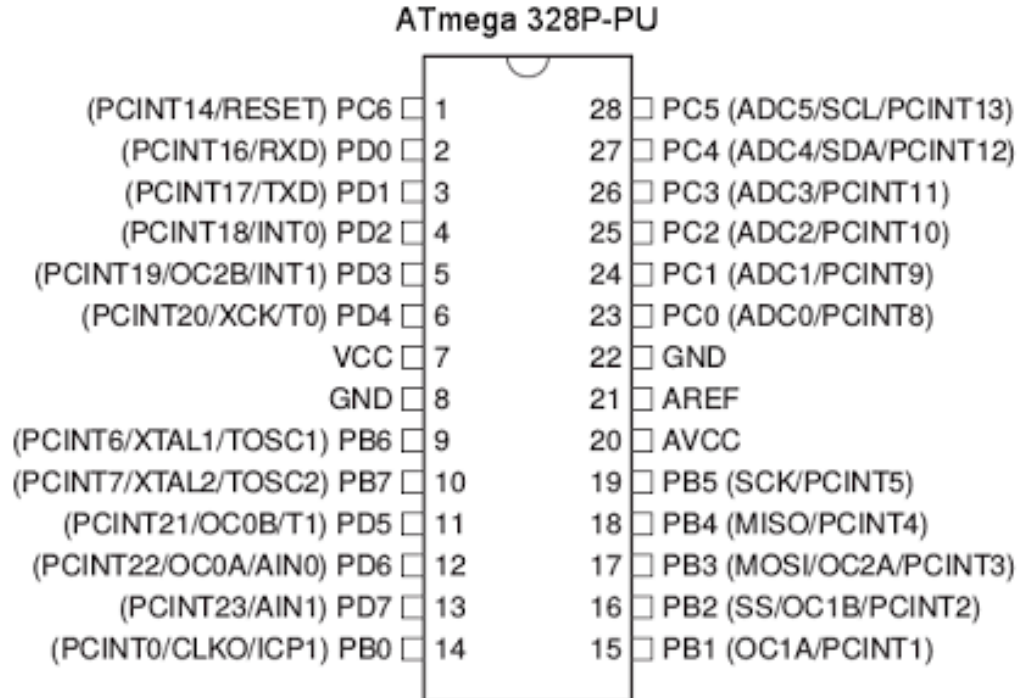 ATmega 328P-PU
(PCINT14/RESET) PC6 1 28 PC5 (ADC5/SCL/PCINT13)
(PCINT16/RXD) PD0 2 27 PC4 (ADC4/SDA/PCINT12)
(PCINT17/TXD) PD1 3 26 PC3 (ADC3/PCINT11)
(PCINT18/INT0) PD2 4 25 PC2 (ADC2/PCINT10)
(PCINT19/OC2B/INT1) PD3 5 24 PC1 (ADC1/PCINT9)
(PCINT20/XCK/T0) PD4 6 23 PC0 (ADC0/PCINT8)
VCC 7 22 GND
GND 8 21 AREF
(PCINT6/XTAL1/TOSC1) PB6 9 20 AVCC
(PCINT7/XTAL2/TOSC2) PB7 10 19 PB5 (SCK/PCINT5)
(PCINT21/OC0B/T1) PD5 11 18 PB4 (MISO/PCINT4)
(PCINT22/OC0A/AIN0) PD6 12 17 PB3 (MOSI/OC2A/PCINT3)
(PCINT23/AIN1) PD7 13 16 PB2 (SS/OC1B/PCINT2)
(PCINT0/CLKO/ICP1) PB0 14 15 PB1 (OC1A/PCINT1)